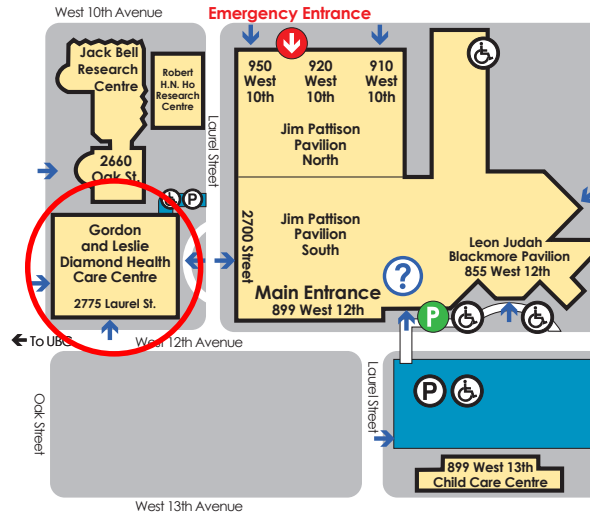 West 10th Avenue
Emergency Entrance
Jack Bell
Research
Centre
Robert
H.N. Ho
Research
Centre
950
West
10th
920
West
10th
910
West
10th
Laurel Street
Jim Pattison
Pavilion
North
2660
Oak St.
P
Gordon
and Leslie
Diamond Health
Care Centre
2775 Laurel St.
2700 Street
Jim Pattison
Pavilion
South
Leon Judah
Blackmore Pavilion
855 West 12th
?
Main Entrance
899 West 12th
P
To UBC
West 12th Avenue
Oak Street
Laurel Street
P
899 West 13th
Child Care Centre
West 13th Avenue